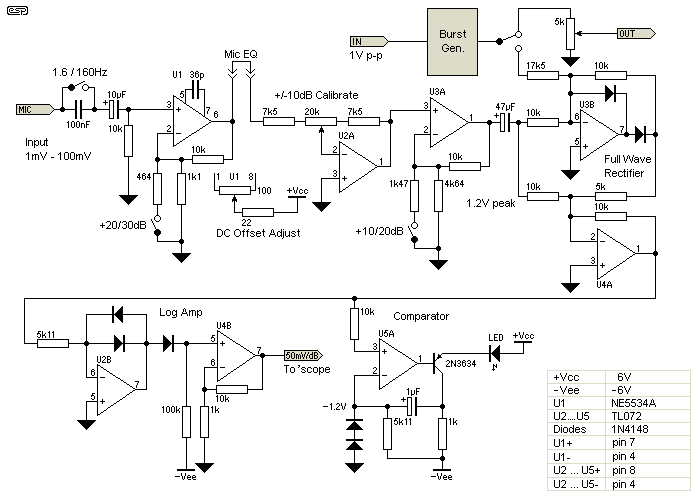 esp
IN
1V p-p
Burst
Gen.
5k
OUT
Mic EQ
1.6 / 160Hz
MIC
100nF
+
10µF
10k
Input
1mV - 100mV
U1
36p
3
+
2
-
7
6
10k
464
1k1
+20/30dB
1
U1
8
100
+Vcc
22
DC Offset Adjust
+/-10dB Calibrate
7k5
20k
7k5
U2A
2
-
3
+
1
U3A
3
+
2
-
1
10k
1k47
4k64
+10/20dB
+
47µF
1.2V peak
17k5
10k
10k
U3B
6
-
5
+
7
Full Wave
Rectifier
10k
5k
10k
2
-
3
+
1
U4A
5k11
Log Amp
U2B
6
-
5
+
7
U4B
5
+
6
-
7
10k
100k
1k
-Vee
50mV/dB
To 'scope
10k
Comparator
U5A
3
+
2
-
1
2N3634
LED
+Vcc
-1.2V
+
1µF
5k11
1k
-Vee
+Vcc 6V
-Vee -6V
U1 NE5534A
U2....U5 TL072
Diodes 1N4148
U1+ pin 7
U1- pin 4
U2 ... U5+ pin 8
U2 ... U5- pin 4